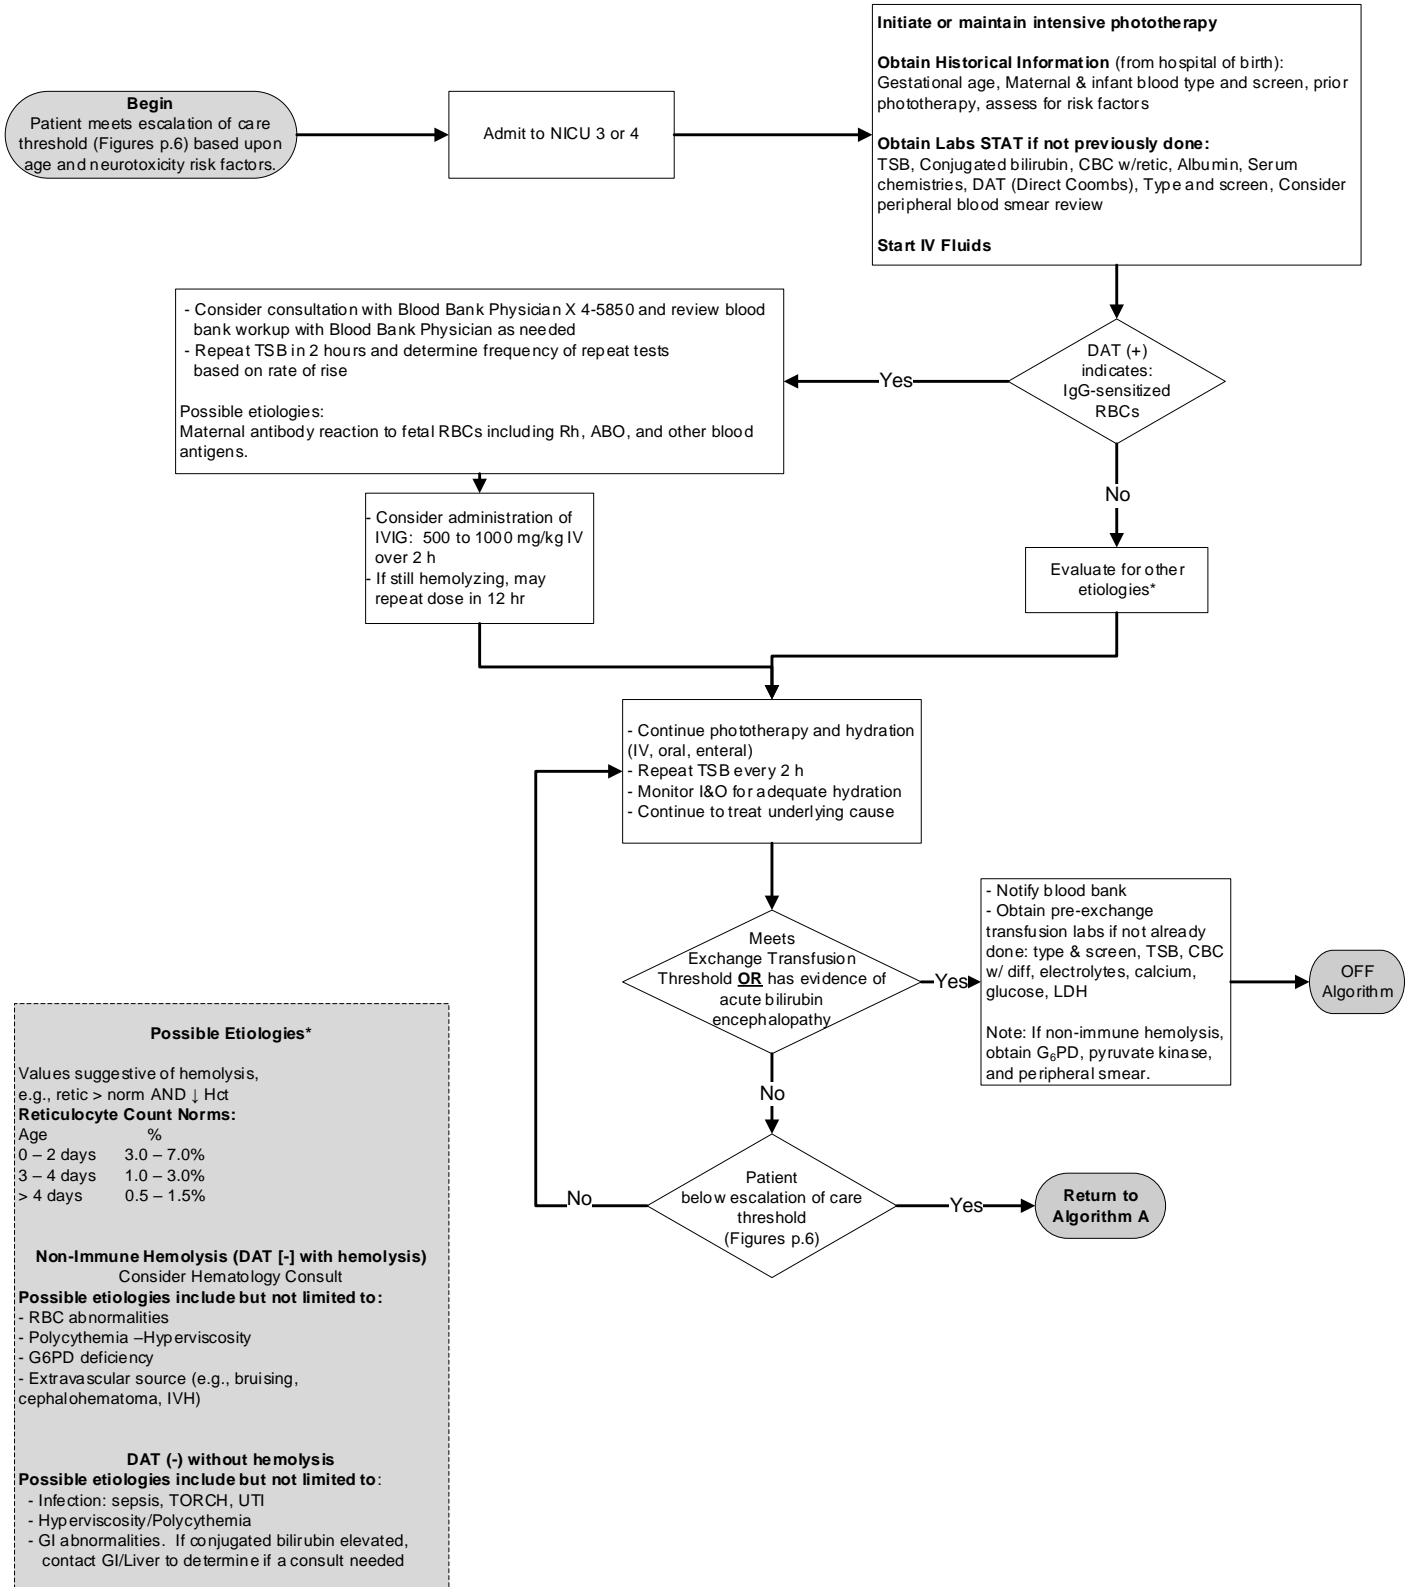 Begin
Patient meets escalation of care
threshold (Figures p.6) based upon
age and neurotoxicity risk factors.
Admit to NICU 3 or 4
Initiate or maintain intensive phototherapy
Obtain Historical Information (from hospital of birth):
Gestational age, Maternal & infant blood type and screen, prior
phototherapy, assess for risk factors
Obtain Labs STAT if not previously done:
TSB, Conjugated bilirubin, CBC w/retic, Albumin, Serum
chemistries, DAT (Direct Coombs), Type and screen, Consider
peripheral blood smear review
Start IV Fluids
DAT (+)
indicates:
IgG-sensitized
RBCs
Yes
- Consider consultation with Blood Bank Physician X 4-5850 and review blood
bank workup with Blood Bank Physician as needed
- Repeat TSB in 2 hours and determine frequency of repeat tests
based on rate of rise
Possible etiologies:
Maternal antibody reaction to fetal RBCs including Rh, ABO, and other blood
antigens.
- Consider administration of
IVIG: 500 to 1000 mg/kg IV
over 2 h
- If still hemolyzing, may
repeat dose in 12 hr
No
Evaluate for other
etiologies*
- Continue phototherapy and hydration
(IV, oral, enteral)
- Repeat TSB every 2 h
- Monitor I&O for adequate hydration
- Continue to treat underlying cause
Meets
Exchange Transfusion
Threshold OR has evidence of
acute bilirubin
encephalopathy
Yes
- Notify blood bank
- Obtain pre-exchange
transfusion labs if not already
done: type & screen, TSB, CBC
w/ diff, electrolytes, calcium,
glucose, LDH
Note: If non-immune hemolysis,
obtain G₆PD, pyruvate kinase,
and peripheral smear.
OFF
Algorithm
No
Patient
below escalation of care
threshold
(Figures p.6)
No
Yes
Return to
Algorithm A
Possible Etiologies*
Values suggestive of hemolysis,
e.g., retic > norm AND ↓ Hct
Reticulocyte Count Norms:
Age %
0 – 2 days 3.0 – 7.0%
3 – 4 days 1.0 – 3.0%
> 4 days 0.5 – 1.5%
Non-Immune Hemolysis (DAT [-] with hemolysis)
Consider Hematology Consult
Possible etiologies include but not limited to:
- RBC abnormalities
- Polycythemia –Hyperviscosity
- G6PD deficiency
- Extravascular source (e.g., bruising,
cephalohematoma, IVH)
DAT (-) without hemolysis
Possible etiologies include but not limited to:
- Infection: sepsis, TORCH, UTI
- Hyperviscosity/Polycythemia
- GI abnormalities. If conjugated bilirubin elevated,
contact GI/Liver to determine if a consult needed